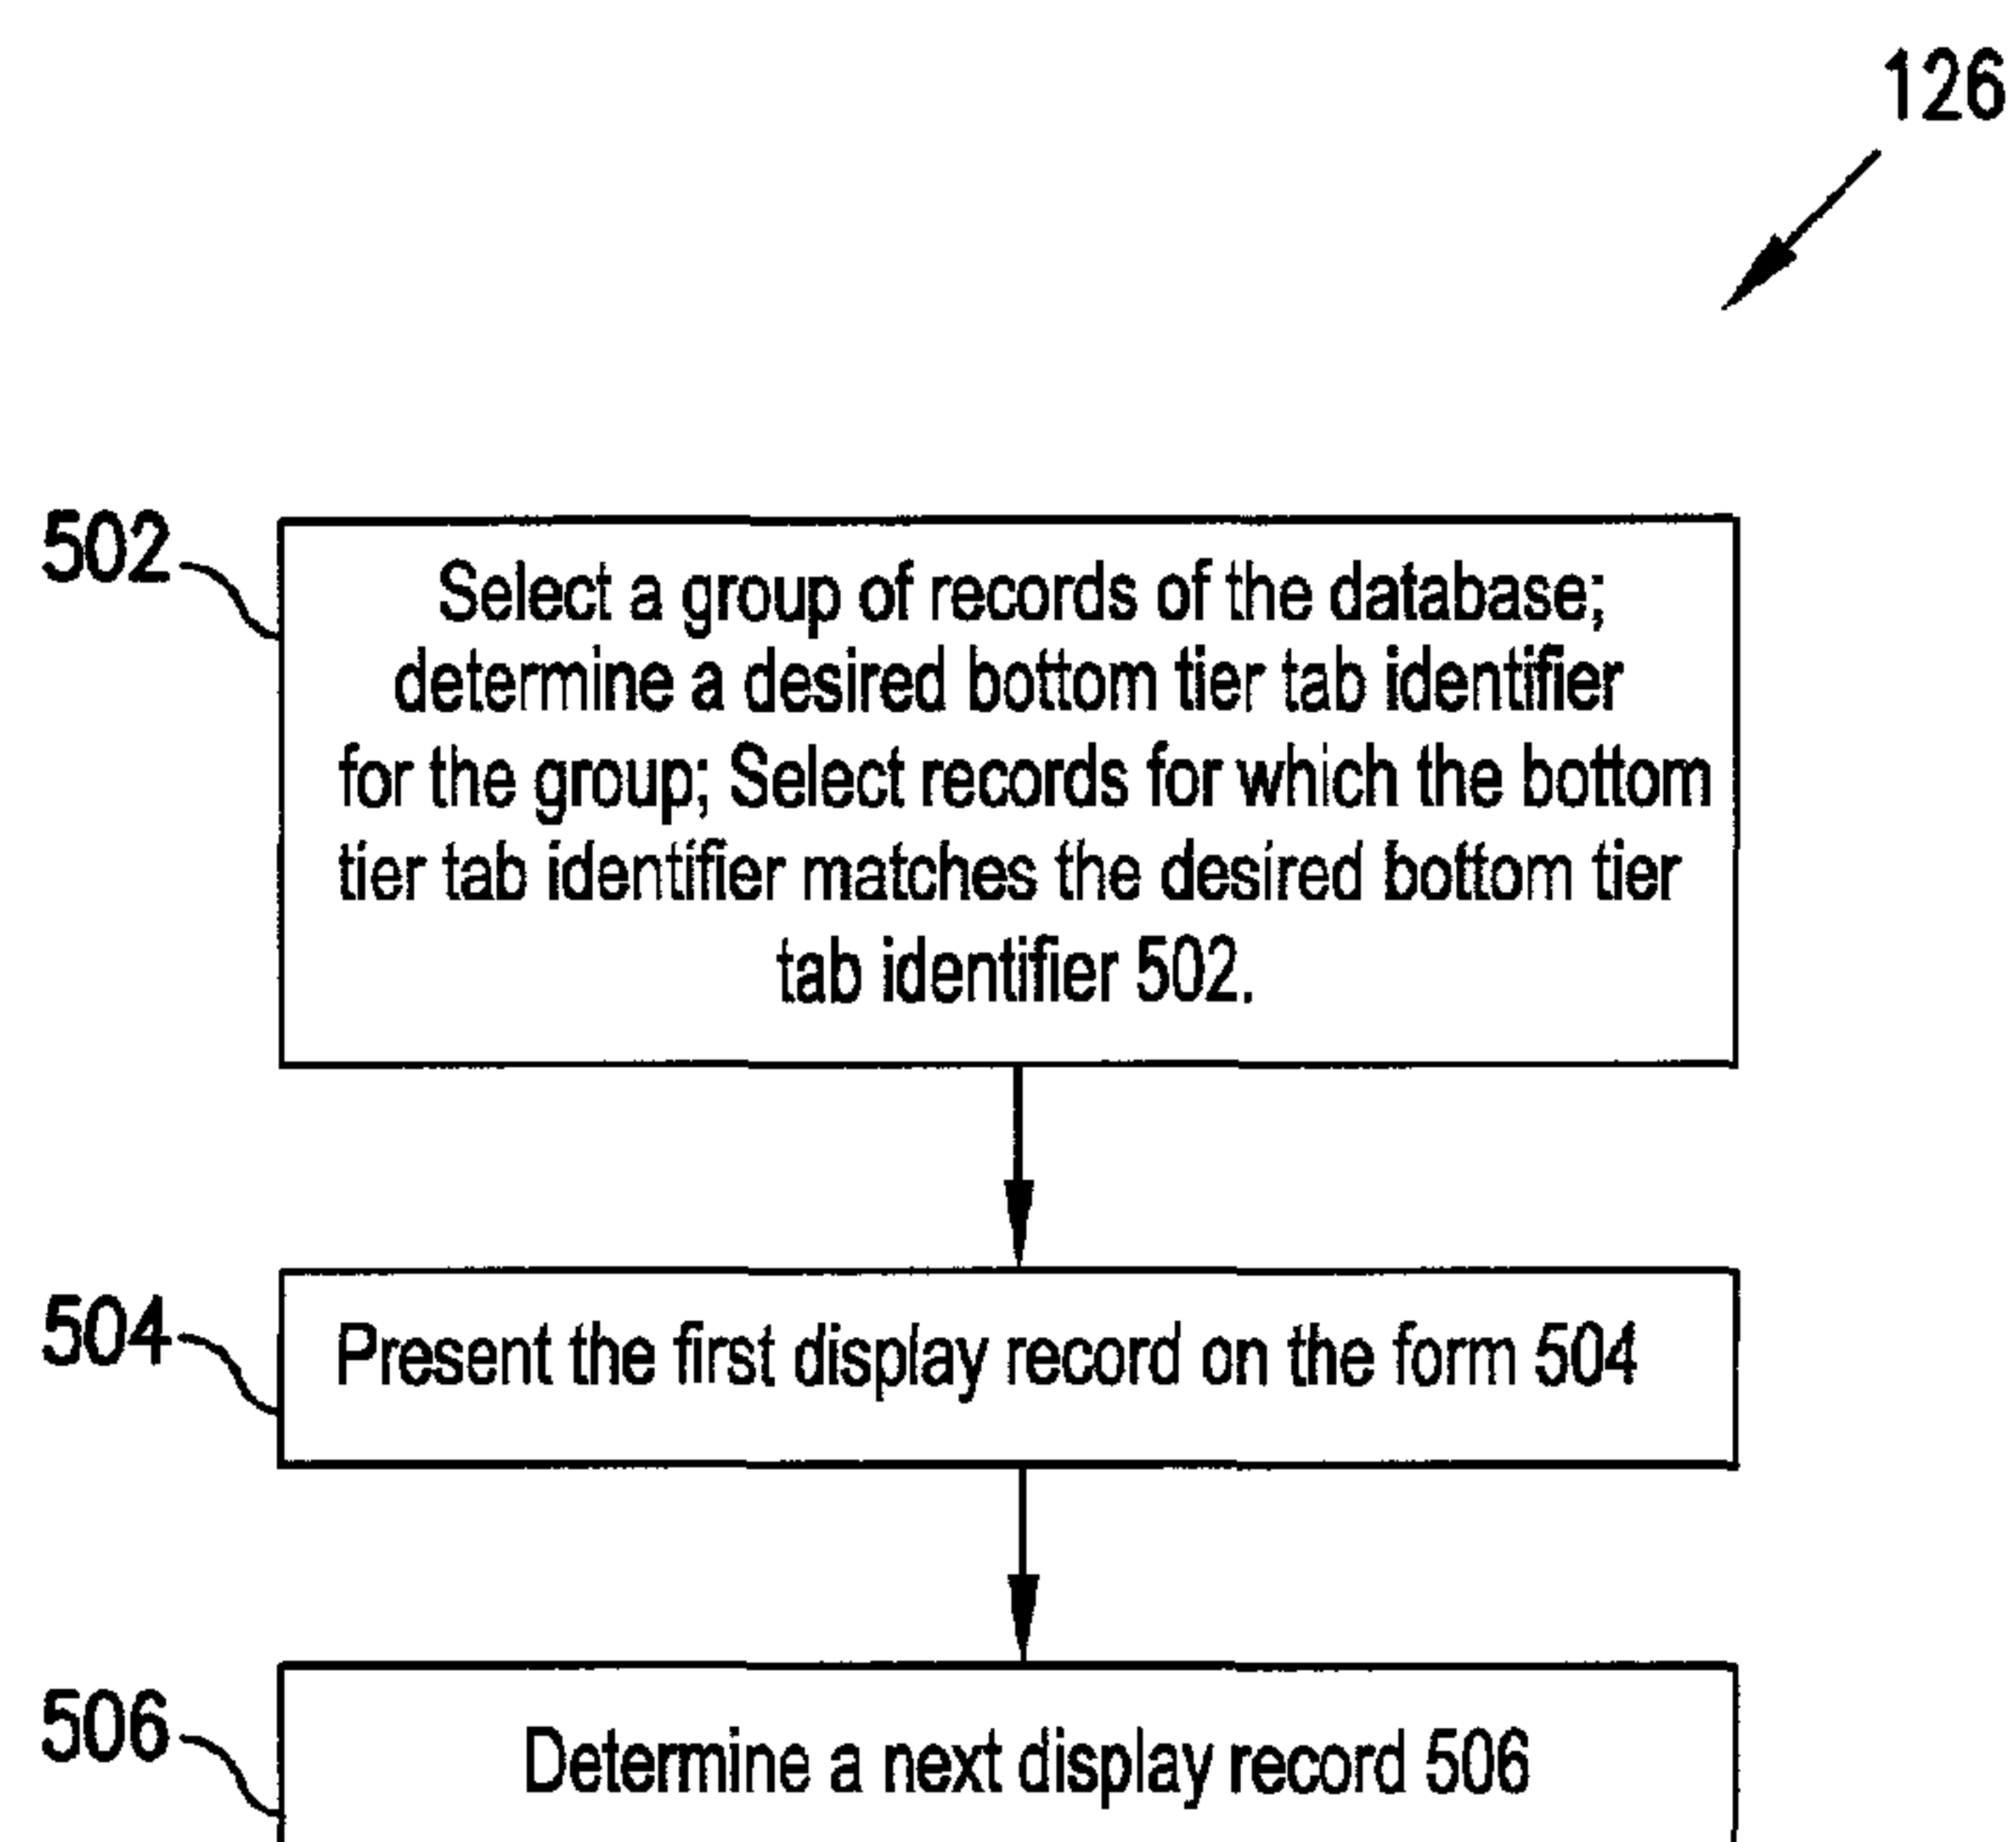 126
502
Select a group of records of the database;
determine a desired bottom tier tab identifier
for the group; Select records for which the bottom
tier tab identifier matches the desired bottom tier
tab identifier 502.
504
Present the first display record on the form 504
506
Determine a next display record 506